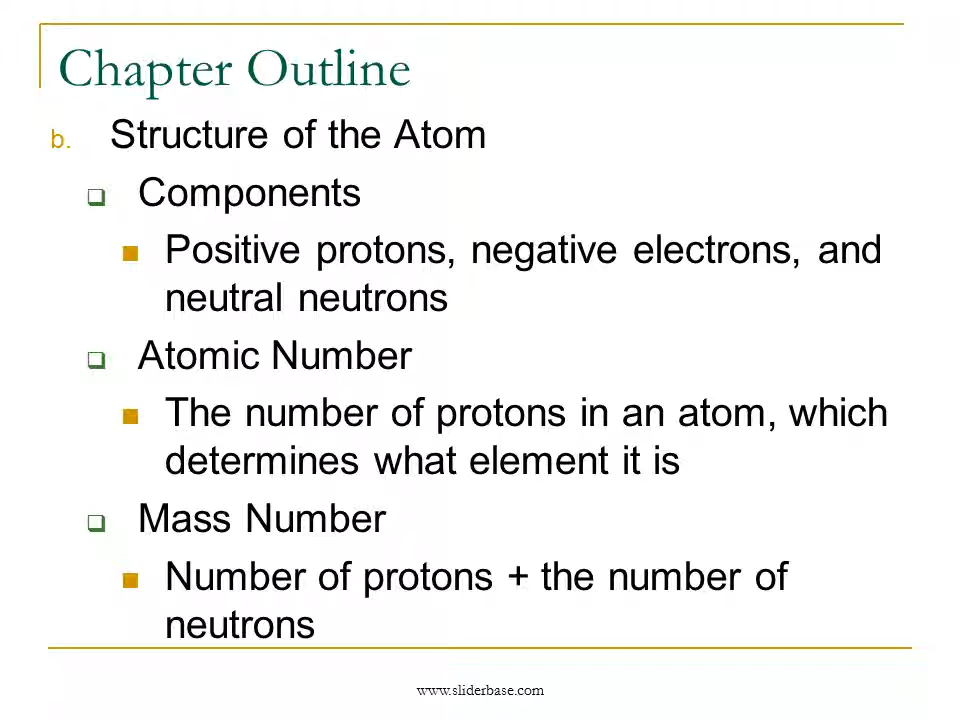 Chapter Outline
b. Structure of the Atom
Components
Positive protons, negative electrons, and
neutral neutrons
Atomic Number
The number of protons in an atom, which
determines what element it is
Mass Number
Number of protons + the number of
neutrons
www.sliderbase.com